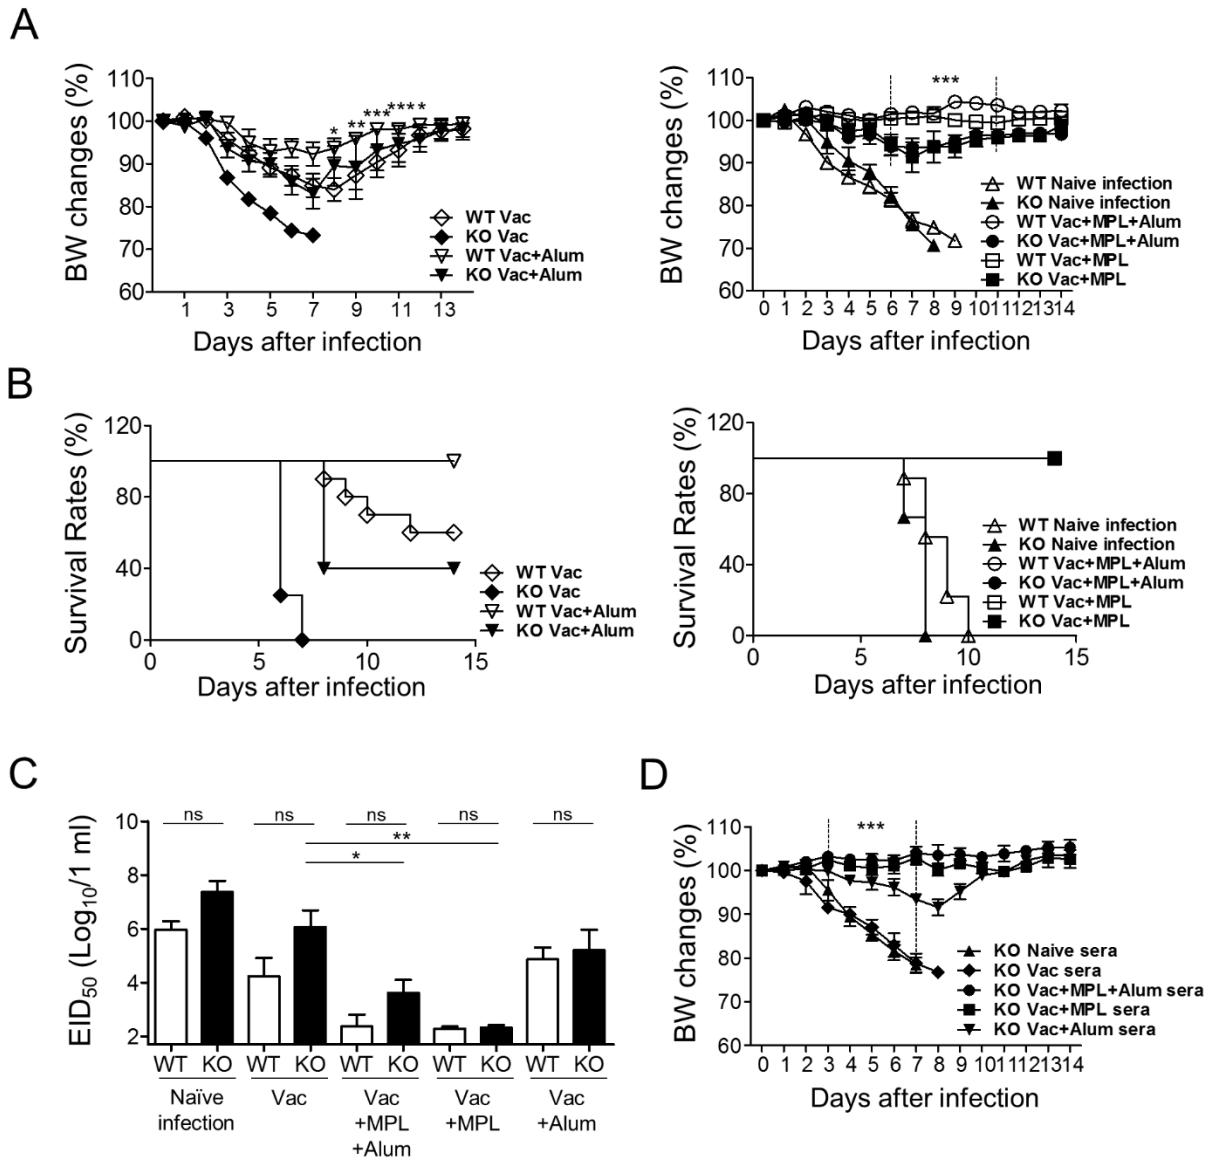 A
BW changes (%)
110
100
90
80
70
60
* ** *** ****
WT Vac
KO Vac
WT Vac+Alum
KO Vac+Alum
1 3 5 7 9 11 13
Days after infection
BW changes (%)
110
100
90
80
70
60
***
WT Naive infection
KO Naive infection
WT Vac+MPL+Alum
KO Vac+MPL+Alum
WT Vac+MPL
KO Vac+MPL
0 1 2 3 4 5 6 7 8 9 10 11 12 13 14
Days after infection
B
Survival Rates (%)
120
80
40
0
WT Vac
KO Vac
WT Vac+Alum
KO Vac+Alum
0 5 10 15
Days after infection
Survival Rates (%)
120
80
40
0
WT Naive infection
KO Naive infection
WT Vac+MPL+Alum
KO Vac+MPL+Alum
WT Vac+MPL
KO Vac+MPL
0 5 10 15
Days after infection
C
EID50 (Log10/1 ml)
10
8
6
4
2
ns ns ns ns ns
**
*
WT KO WT KO WT KO WT KO WT KO
Naïve infection
Vac
Vac +MPL +Alum
Vac +MPL
Vac +Alum
D
BW changes (%)
110
100
90
80
70
60
***
KO Naive sera
KO Vac sera
KO Vac+MPL+Alum sera
KO Vac+MPL sera
KO Vac+Alum sera
0 1 2 3 4 5 6 7 8 9 10 11 12 13 14
Days after infection